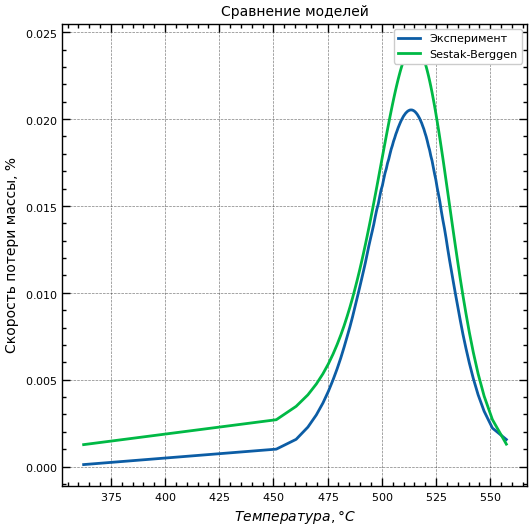 Сравнение моделей
Эксперимент
Sestak-Berggen
Скорость потери массы, %
0.025
0.020
0.015
0.010
0.005
0.000
375 400 425 450 475 500 525 550
Температура, °C